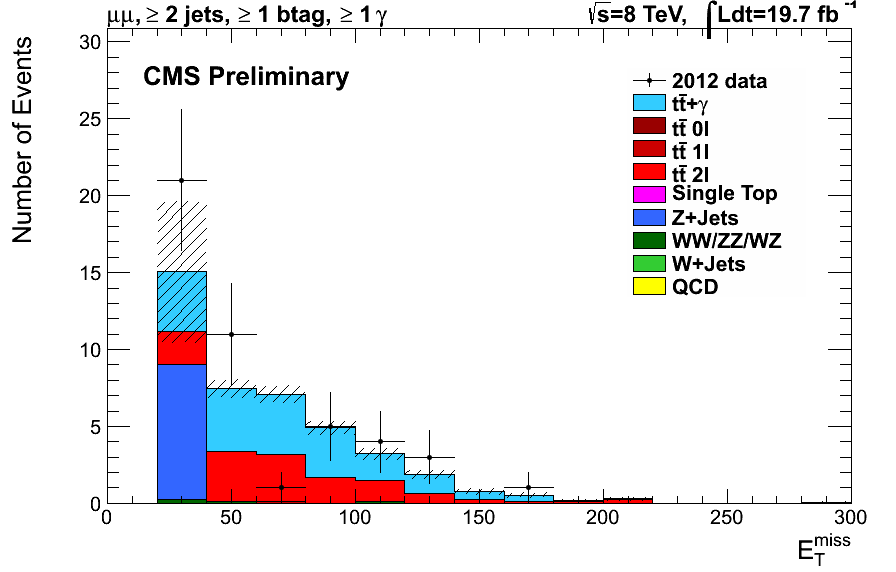 μμ, ≥ 2 jets, ≥ 1 btag, ≥ 1 γ
√s=8 TeV, ∫Ldt=19.7 fb⁻¹
CMS Preliminary
2012 data
tt̄+γ
tt̄ 0l
tt̄ 1l
tt̄ 2l
Single Top
Z+Jets
WW/ZZ/WZ
W+Jets
QCD
Number of Events
30
25
20
15
10
5
0
0 50 100 150 200 250 300
E_T^miss